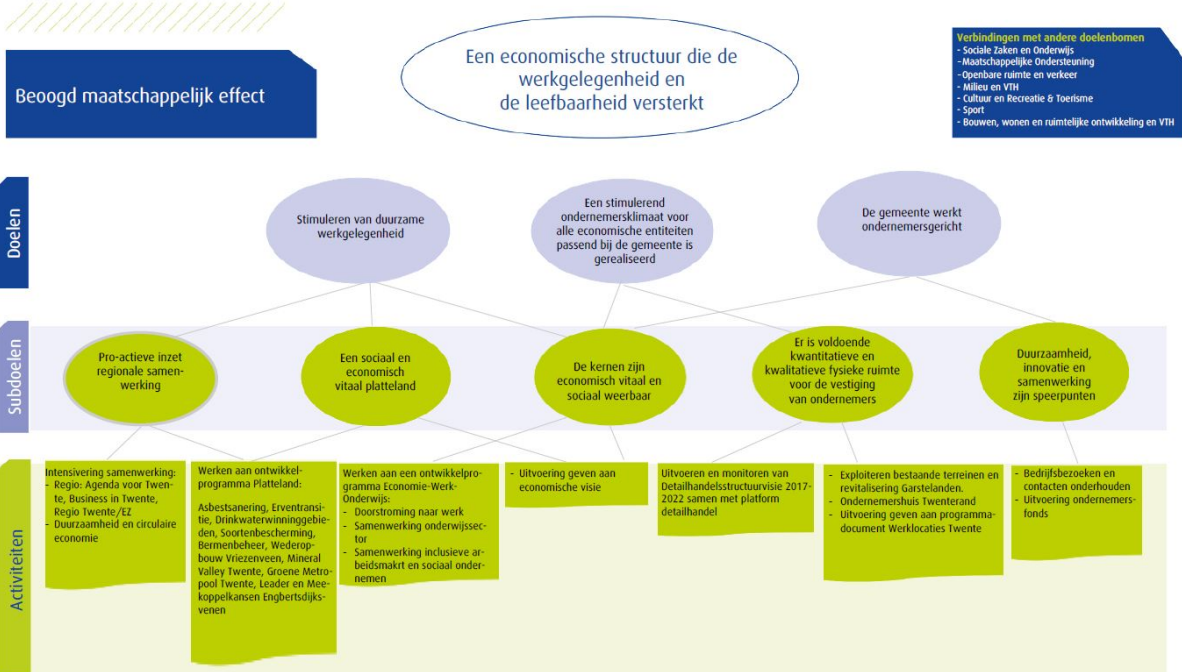 Beoogd maatschappelijk effect
Een economische structuur die de
werkgelegenheid en
de leefbaarheid versterkt
Verbindingen met andere doelenbomen
- Sociale Zaken en Onderwijs
-Maatschappelijke Ondersteuning
-Openbare ruimte en verkeer
- Milieu en VTH
- Cultuur en Recreatie & Toerisme
- Sport
- Bouwen, wonen en ruimtelijke ontwikkeling en VTH
Doelen
Stimuleren van duurzame
werkgelegenheid
Een stimulerend
ondernemersklimaat voor
alle economische entiteiten
passend bij de gemeente is
gerealiseerd
De gemeente werkt
ondernemersgericht
Subdoelen
Pro-actieve inzet
regionale samen-
werking
Een sociaal en
economisch
vitaal platteland
De kernen zijn
economisch vitaal en
sociaal weerbaar
Er is voldoende
kwantitatieve en
kwalitatieve fysieke ruimte
voor de vestiging
van ondernemers
Duurzaamheid,
innovatie en
samenwerking
zijn speerpunten
Activiteiten
Intensivering samenwerking:
- Regio: Agenda voor Twen-
te, Business in Twente,
Regio Twente/EZ
- Duurzaamheid en circulaire
economie
Werken aan ontwikkel-
programma Platteland:
Asbestsanering, Erventransi-
tie, Drinkwaterwinninggebie-
den, Soortenbescherming,
Bermenbeheer, Wederop-
bouw Vriezenveen, Mineral
Valley Twente, Groene Metro-
pool Twente, Leader en Mee-
koppelkansen Engbertsdijks-
venen
Werken aan een ontwikkelpro-
gramma Economie-Werk-
Onderwijs:
- Doorstroming naar werk
- Samenwerking onderwijssec-
tor
- Samenwerking inclusieve ar-
beidsmakrt en sociaal onder-
nemen
- Uitvoering geven aan
economische visie
Uitvoeren en monitoren van
Detailhandelsstructuurvisie 2017-
2022 samen met platform
detailhandel
- Exploiteren bestaande terreinen en
revitalisering Garstelanden.
- Ondernemershuis Twenterand
- Uitvoering geven aan programma-
document Werklocaties Twente
- Bedrijfsbezoeken en
contacten onderhouden
- Uitvoering ondernemers-
fonds